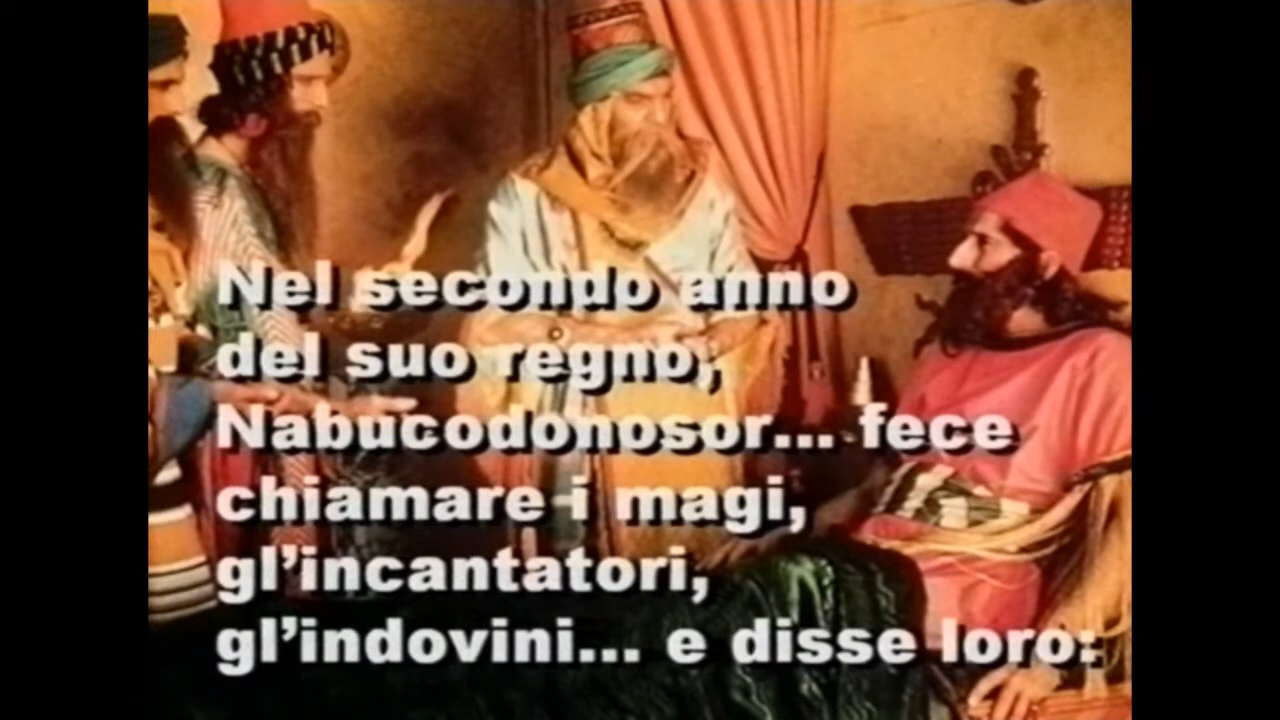 Nel secondo anno
del suo regno,
Nabucodonosor... fece
chiamare i magi,
gl’incantatori,
gl’indovini... e disse loro: